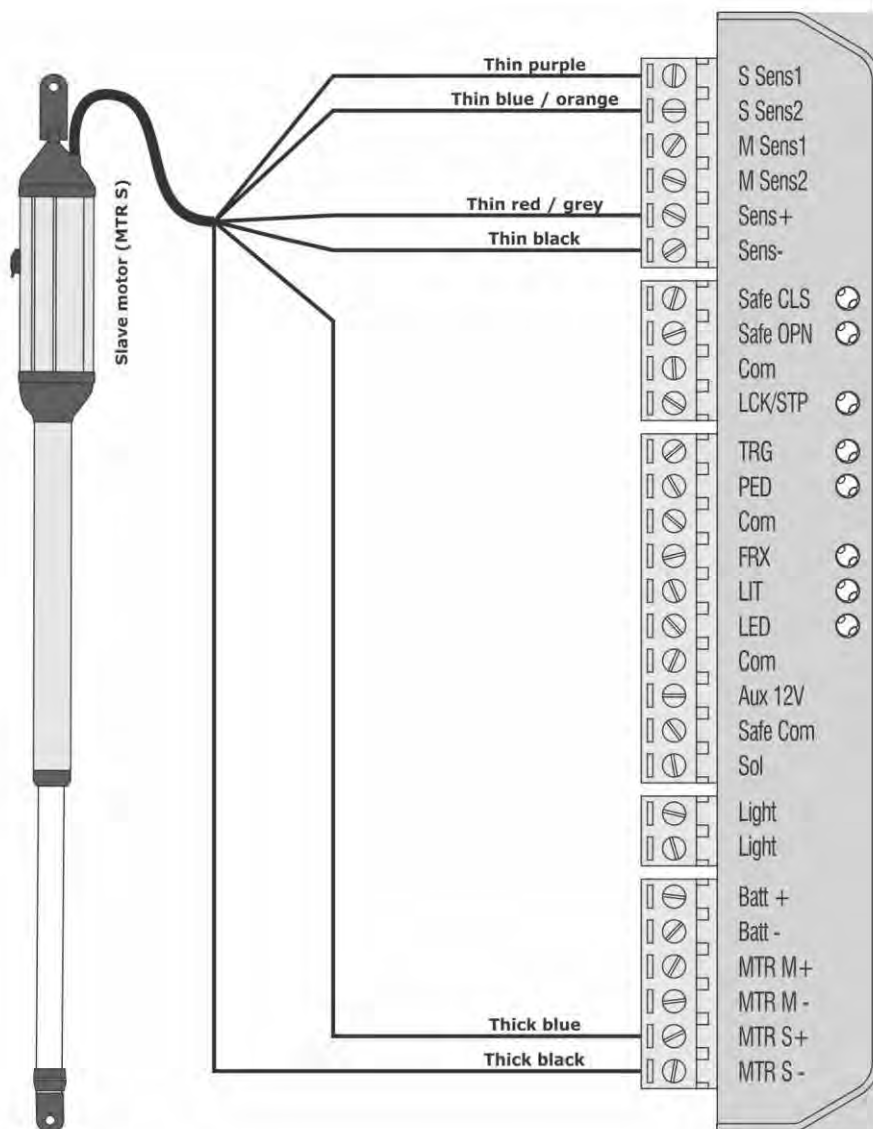 Thin purple
S Sens1
Thin blue / orange
S Sens2
M Sens1
M Sens2
Thin red / grey
Sens+
Thin black
Sens-
Slave motor (MTR S)
Safe CLS
Safe OPN
Com
LCK/STP
TRG
PED
Com
FRX
LIT
LED
Com
Aux 12V
Safe Com
Sol
Light
Light
Batt +
Batt -
MTR M+
MTR M -
Thick blue
MTR S+
Thick black
MTR S -